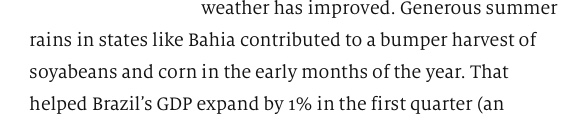 weather has improved. Generous summer
rains in states like Bahia contributed to a bumper harvest of
soyabeans and corn in the early months of the year. That
helped Brazil’s GDP expand by 1% in the first quarter (an